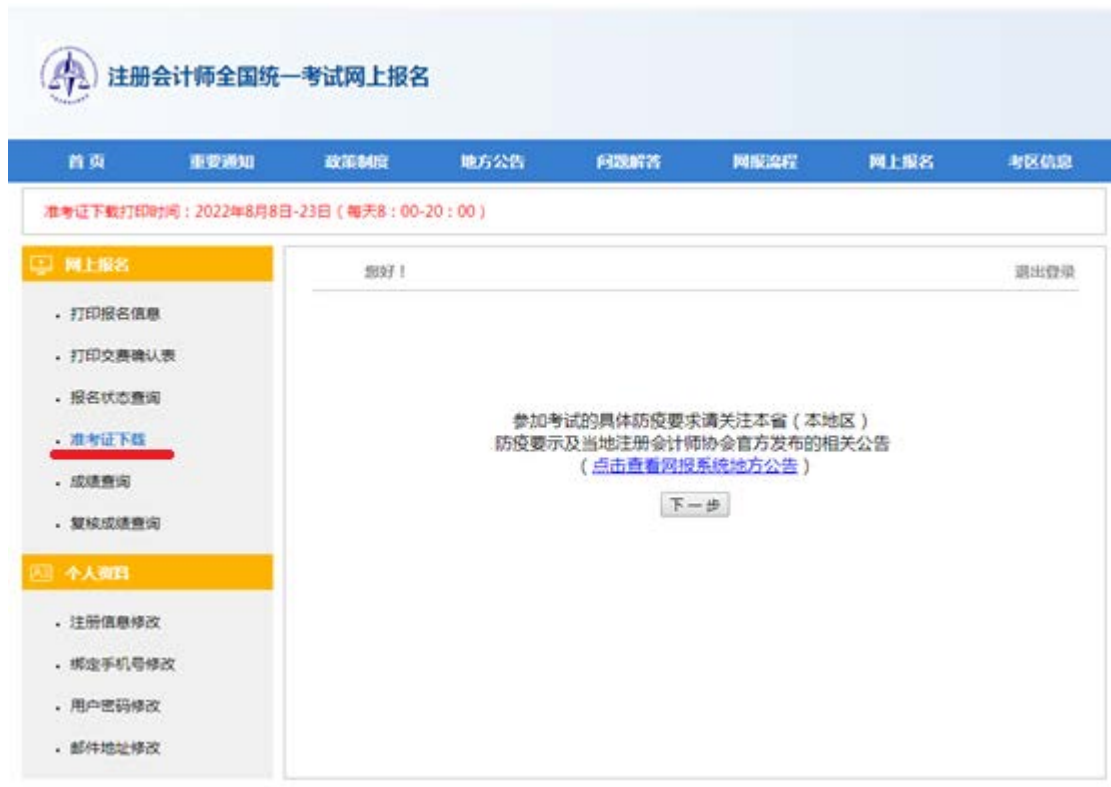 注册会计师全国统一考试网上报名
首 页 重要通知 政策制度 地方公告 问题解答 网报流程 网上报名 考区信息
准考证下载打印时间：2022年8月8日-23日（每天8：00-20：00）
网上报名
您好！ 退出登录
打印报名信息
打印交费确认表
报名状态查询
准考证下载
成绩查询
复核成绩查询
参加考试的具体防疫要求请关注本省（本地区）
防疫要示及当地注册会计师协会官方发布的相关公告
（点击查看网报系统地方公告）
下一步
个人资料
注册信息修改
绑定手机号修改
用户密码修改
邮件地址修改